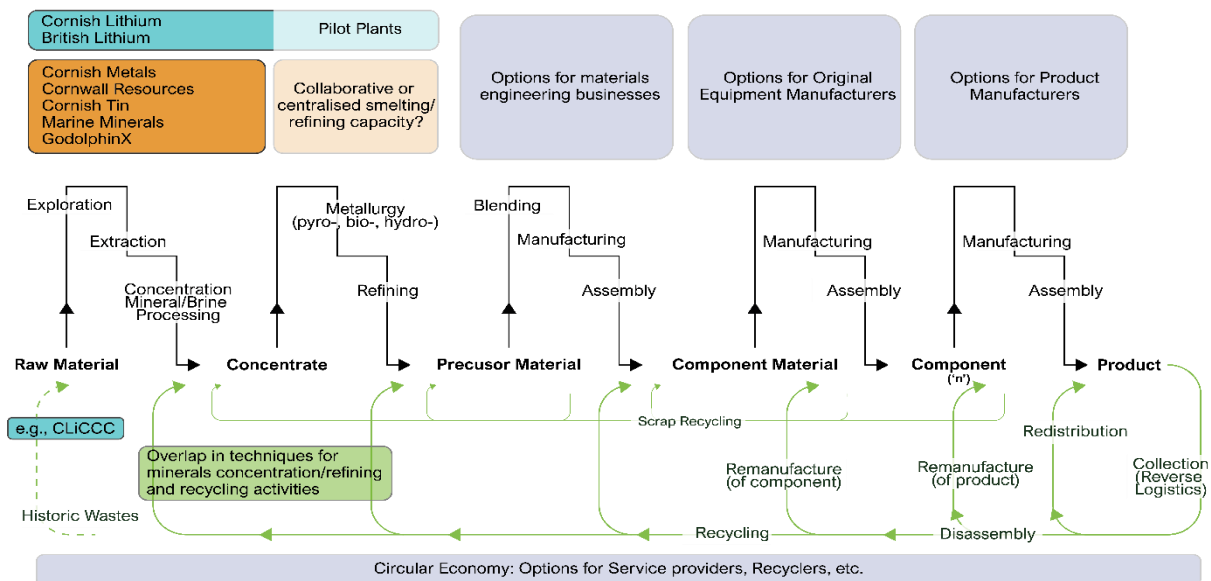 Cornish Lithium
British Lithium
Pilot Plants
Cornish Metals
Cornwall Resources
Cornish Tin
Marine Minerals
GodolphinX
Collaborative or
centralised smelting/
refining capacity?
Options for materials
engineering businesses
Options for Original
Equipment Manufacturers
Options for Product
Manufacturers
Exploration
Extraction
Concentration
Mineral/Brine
Processing
Metallurgy
(pyro-, bio-, hydro-)
Refining
Blending
Manufacturing
Assembly
Manufacturing
Assembly
Manufacturing
Assembly
Raw Material
Concentrate
Precusor Material
Component Material
Component
('n')
Product
e.g., CLiCCC
Scrap Recycling
Overlap in techniques for
minerals concentration/refining
and recycling activities
Remanufacture
(of component)
Remanufacture
(of product)
Redistribution
Collection
(Reverse
Logistics)
Historic Wastes
Recycling
Disassembly
Circular Economy: Options for Service providers, Recyclers, etc.